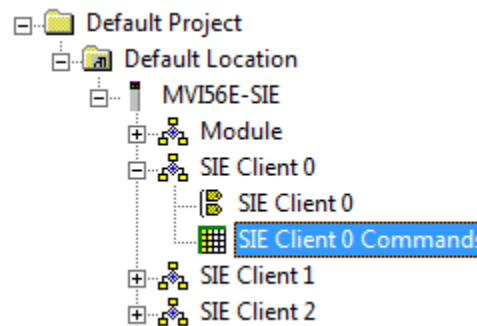 Default Project
Default Location
MVI56E-SIE
Module
SIE Client 0
SIE Client 0
SIE Client 0 Commands
SIE Client 1
SIE Client 2